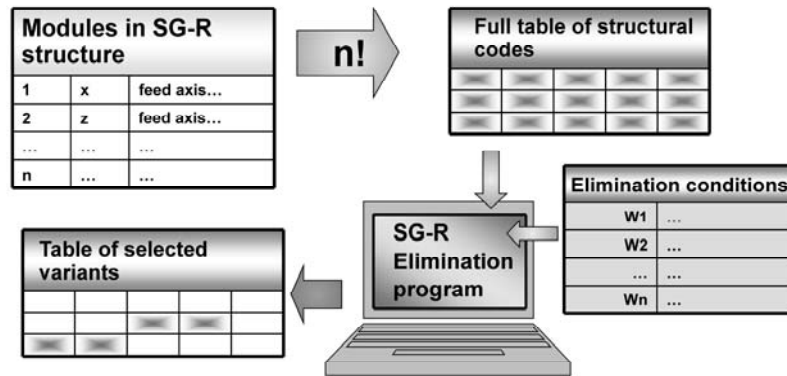 Modules in SG-R
structure
1 x feed axis...
2 z feed axis...
... ... ...
n ... ...
n!
Full table of structural
codes
Elimination conditions
W1 ...
W2 ...
... ...
Wn ...
SG-R
Elimination
program
Table of selected
variants